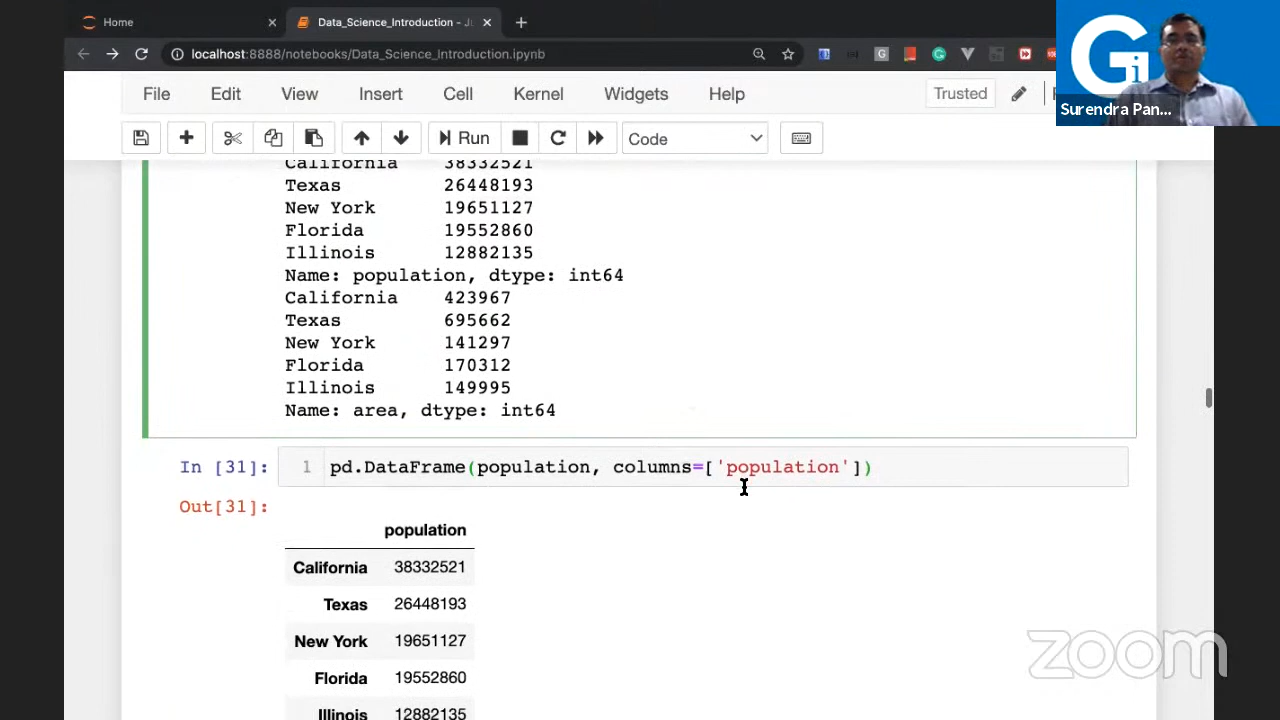 Home
Data_Science_Introduction - Ju
localhost:8888/notebooks/Data_Science_Introduction.ipynb
Gi
Surendra Pan...
File Edit View Insert Cell Kernel Widgets Help Trusted
Run Code
California 38332521
Texas 26448193
New York 19651127
Florida 19552860
Illinois 12882135
Name: population, dtype: int64
California 423967
Texas 695662
New York 141297
Florida 170312
Illinois 149995
Name: area, dtype: int64
In [31]: 1 pd.DataFrame(population, columns=['population'])
Out[31]:
population
California 38332521
Texas 26448193
New York 19651127
Florida 19552860
Illinois 12882135
zoom